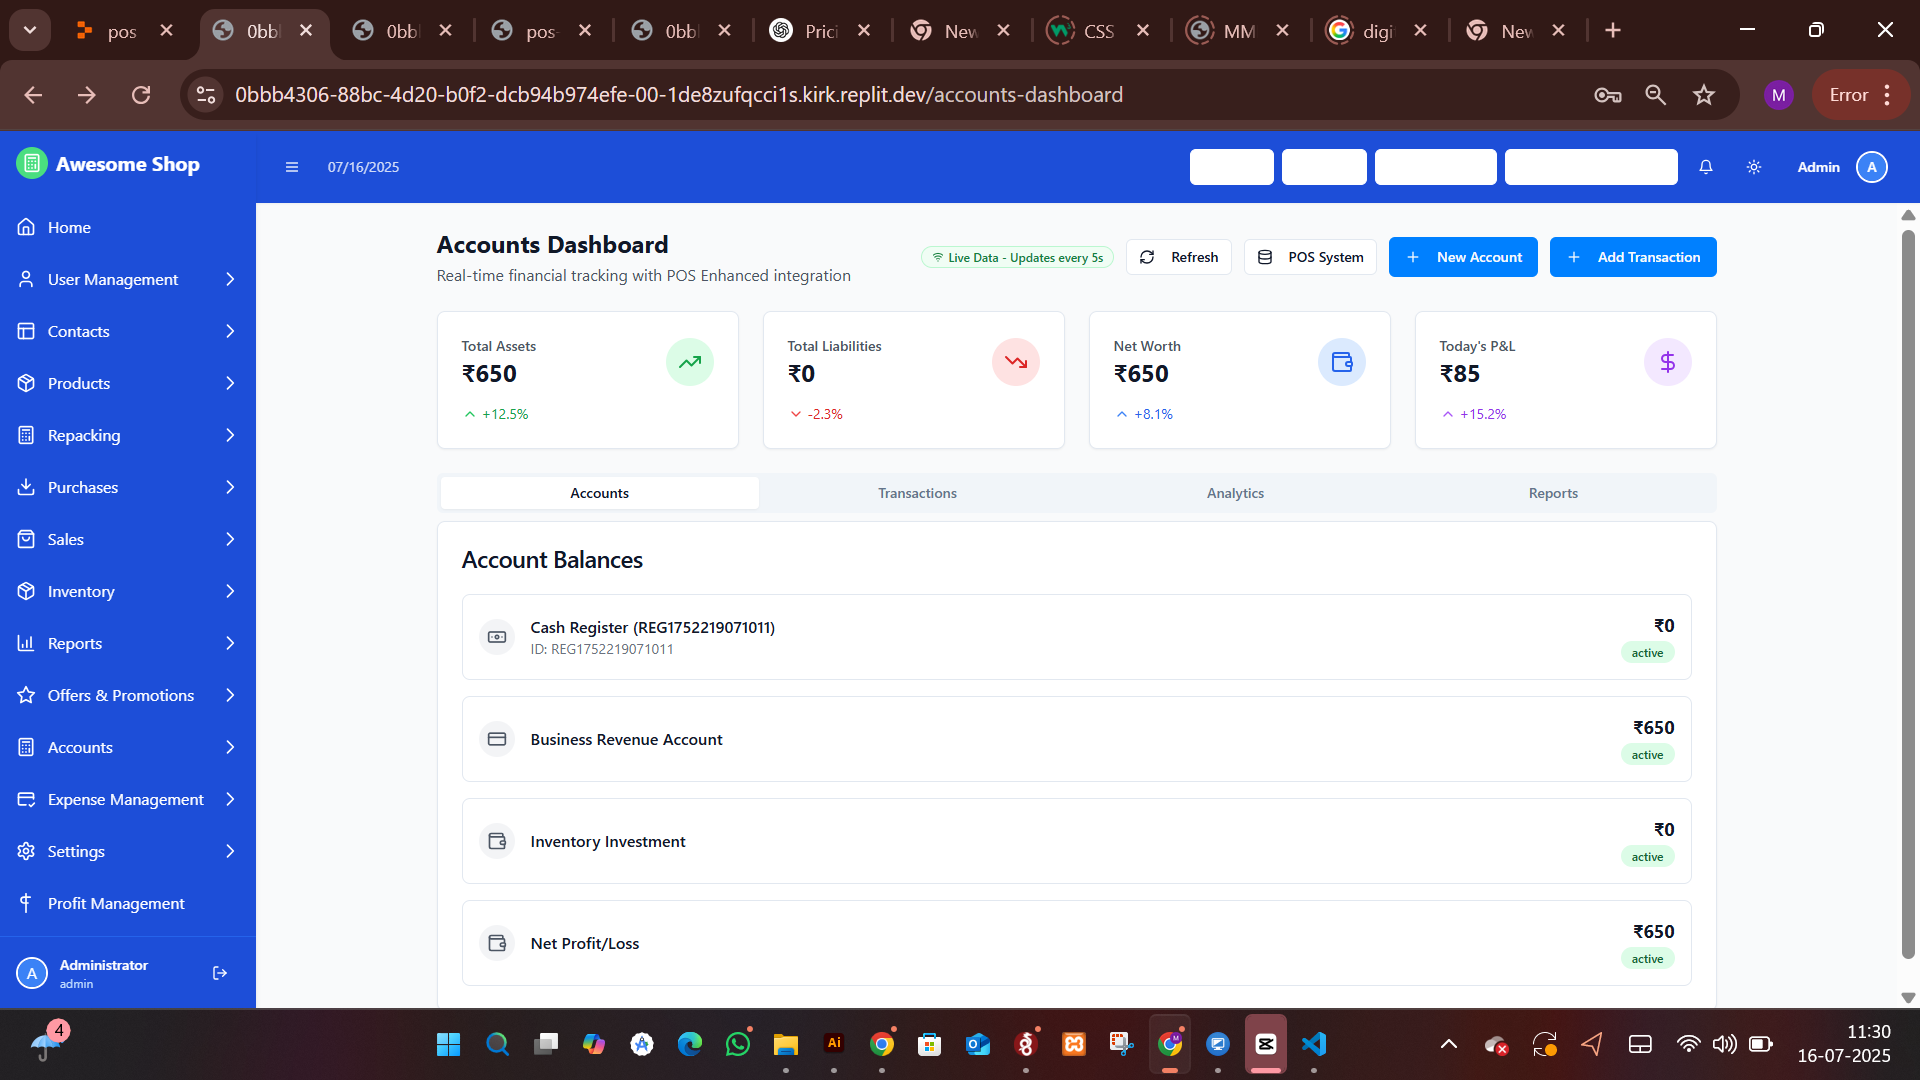 pos
0bb
0bb
pos
0bb
Prici
New
CSS
MM
digi
New
0bbb4306-88bc-4d20-b0f2-dcb94b974efe-00-1de8zufqcci1s.kirk.replit.dev/accounts-dashboard
M
Error
Awesome Shop
07/16/2025
Admin
A
Home
User Management
Contacts
Products
Repacking
Purchases
Sales
Inventory
Reports
Offers & Promotions
Accounts
Expense Management
Settings
Profit Management
A
Administrator
admin
Accounts Dashboard
Real-time financial tracking with POS Enhanced integration
Live Data - Updates every 5s
Refresh
POS System
New Account
Add Transaction
Total Assets
₹650
+12.5%
Total Liabilities
₹0
-2.3%
Net Worth
₹650
+8.1%
Today's P&L
₹85
+15.2%
Accounts
Transactions
Analytics
Reports
Account Balances
Cash Register (REG1752219071011)
ID: REG1752219071011
₹0
active
Business Revenue Account
₹650
active
Inventory Investment
₹0
active
Net Profit/Loss
₹650
active
4
Ai
11:30
16-07-2025